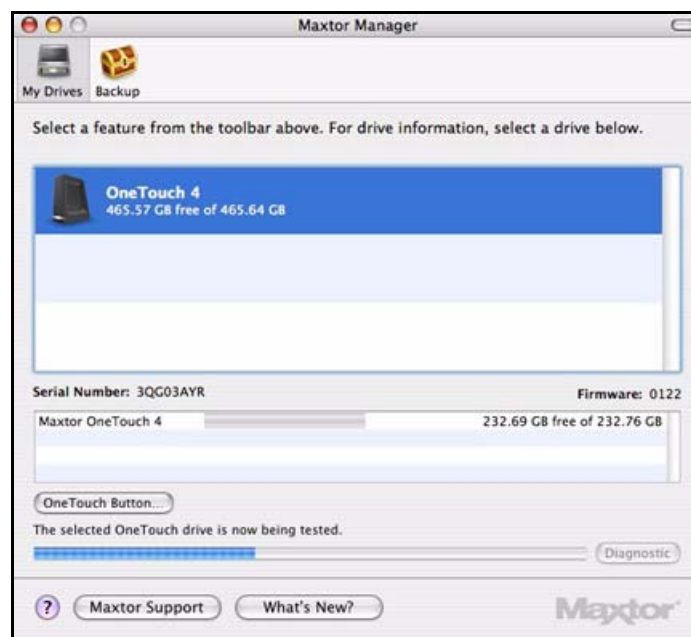 Maxtor Manager
My Drives Backup
Select a feature from the toolbar above. For drive information, select a drive below.
OneTouch 4
465.57 GB free of 465.64 GB
Serial Number: 3QG03AYR Firmware: 0122
Maxtor OneTouch 4 232.69 GB free of 232.76 GB
OneTouch Button...
The selected OneTouch drive is now being tested.
Diagnostic
? Maxtor Support What's New? Maxtor